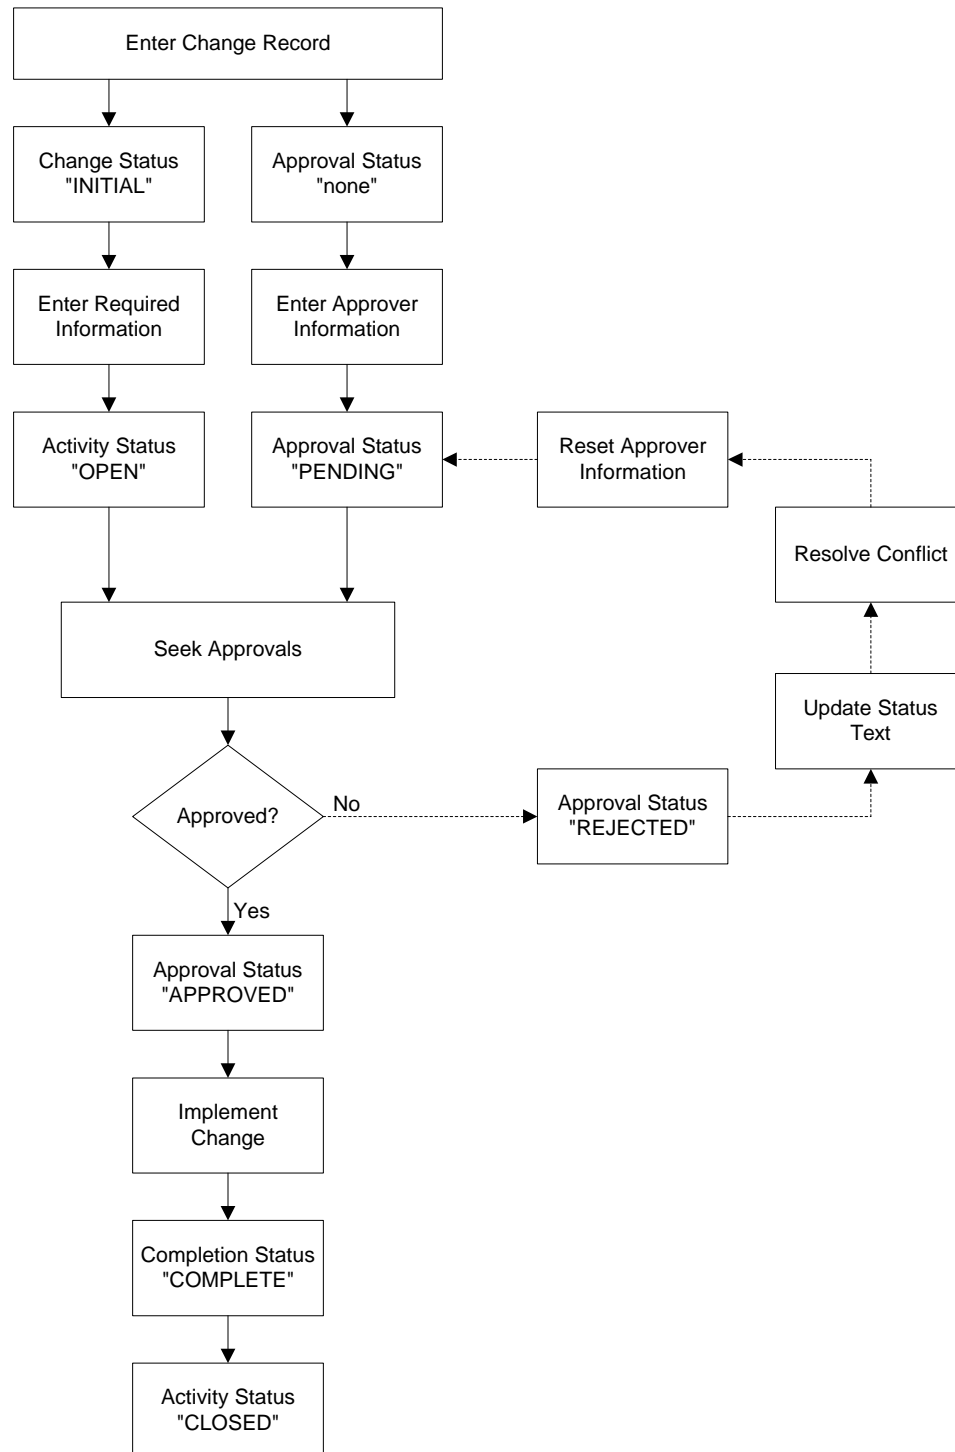 Enter Change Record
Change Status
"INITIAL"
Approval Status
"none"
Enter Required
Information
Enter Approver
Information
Activity Status
"OPEN"
Approval Status
"PENDING"
Reset Approver
Information
Resolve Conflict
Seek Approvals
Update Status
Text
Approved?
No
Approval Status
"REJECTED"
Yes
Approval Status
"APPROVED"
Implement
Change
Completion Status
"COMPLETE"
Activity Status
"CLOSED"